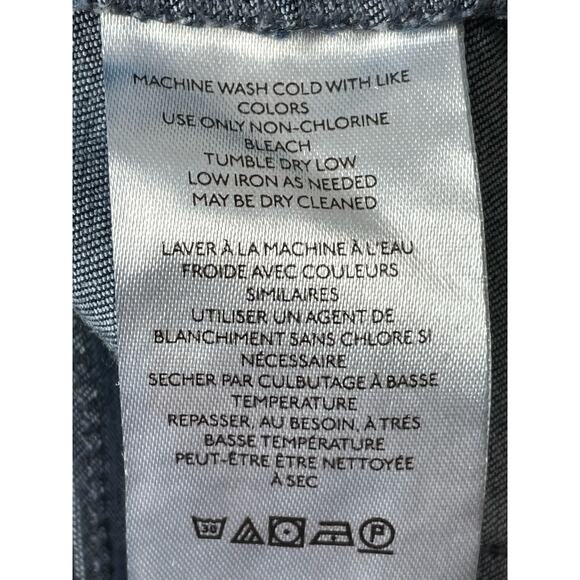 MACHINE WASH COLD WITH LIKE
COLORS
USE ONLY NON-CHLORINE
BLEACH
TUMBLE DRY LOW
LOW IRON AS NEEDED
MAY BE DRY CLEANED
LAVER À LA MACHINE À L'EAU
FROIDE AVEC COULEURS
SIMILAIRES
UTILISER UN AGENT DE
BLANCHIMENT SANS CHLORE SI
NÉCESSAIRE
SECHER PAR CULBUTAGE À BASSE
TEMPERATURE
REPASSER, AU BESOIN, À TRÉS
BASSE TEMPÉRATURE
PEUT-ÊTRE ÊTRE NETTOYÉE
À SEC
30 P